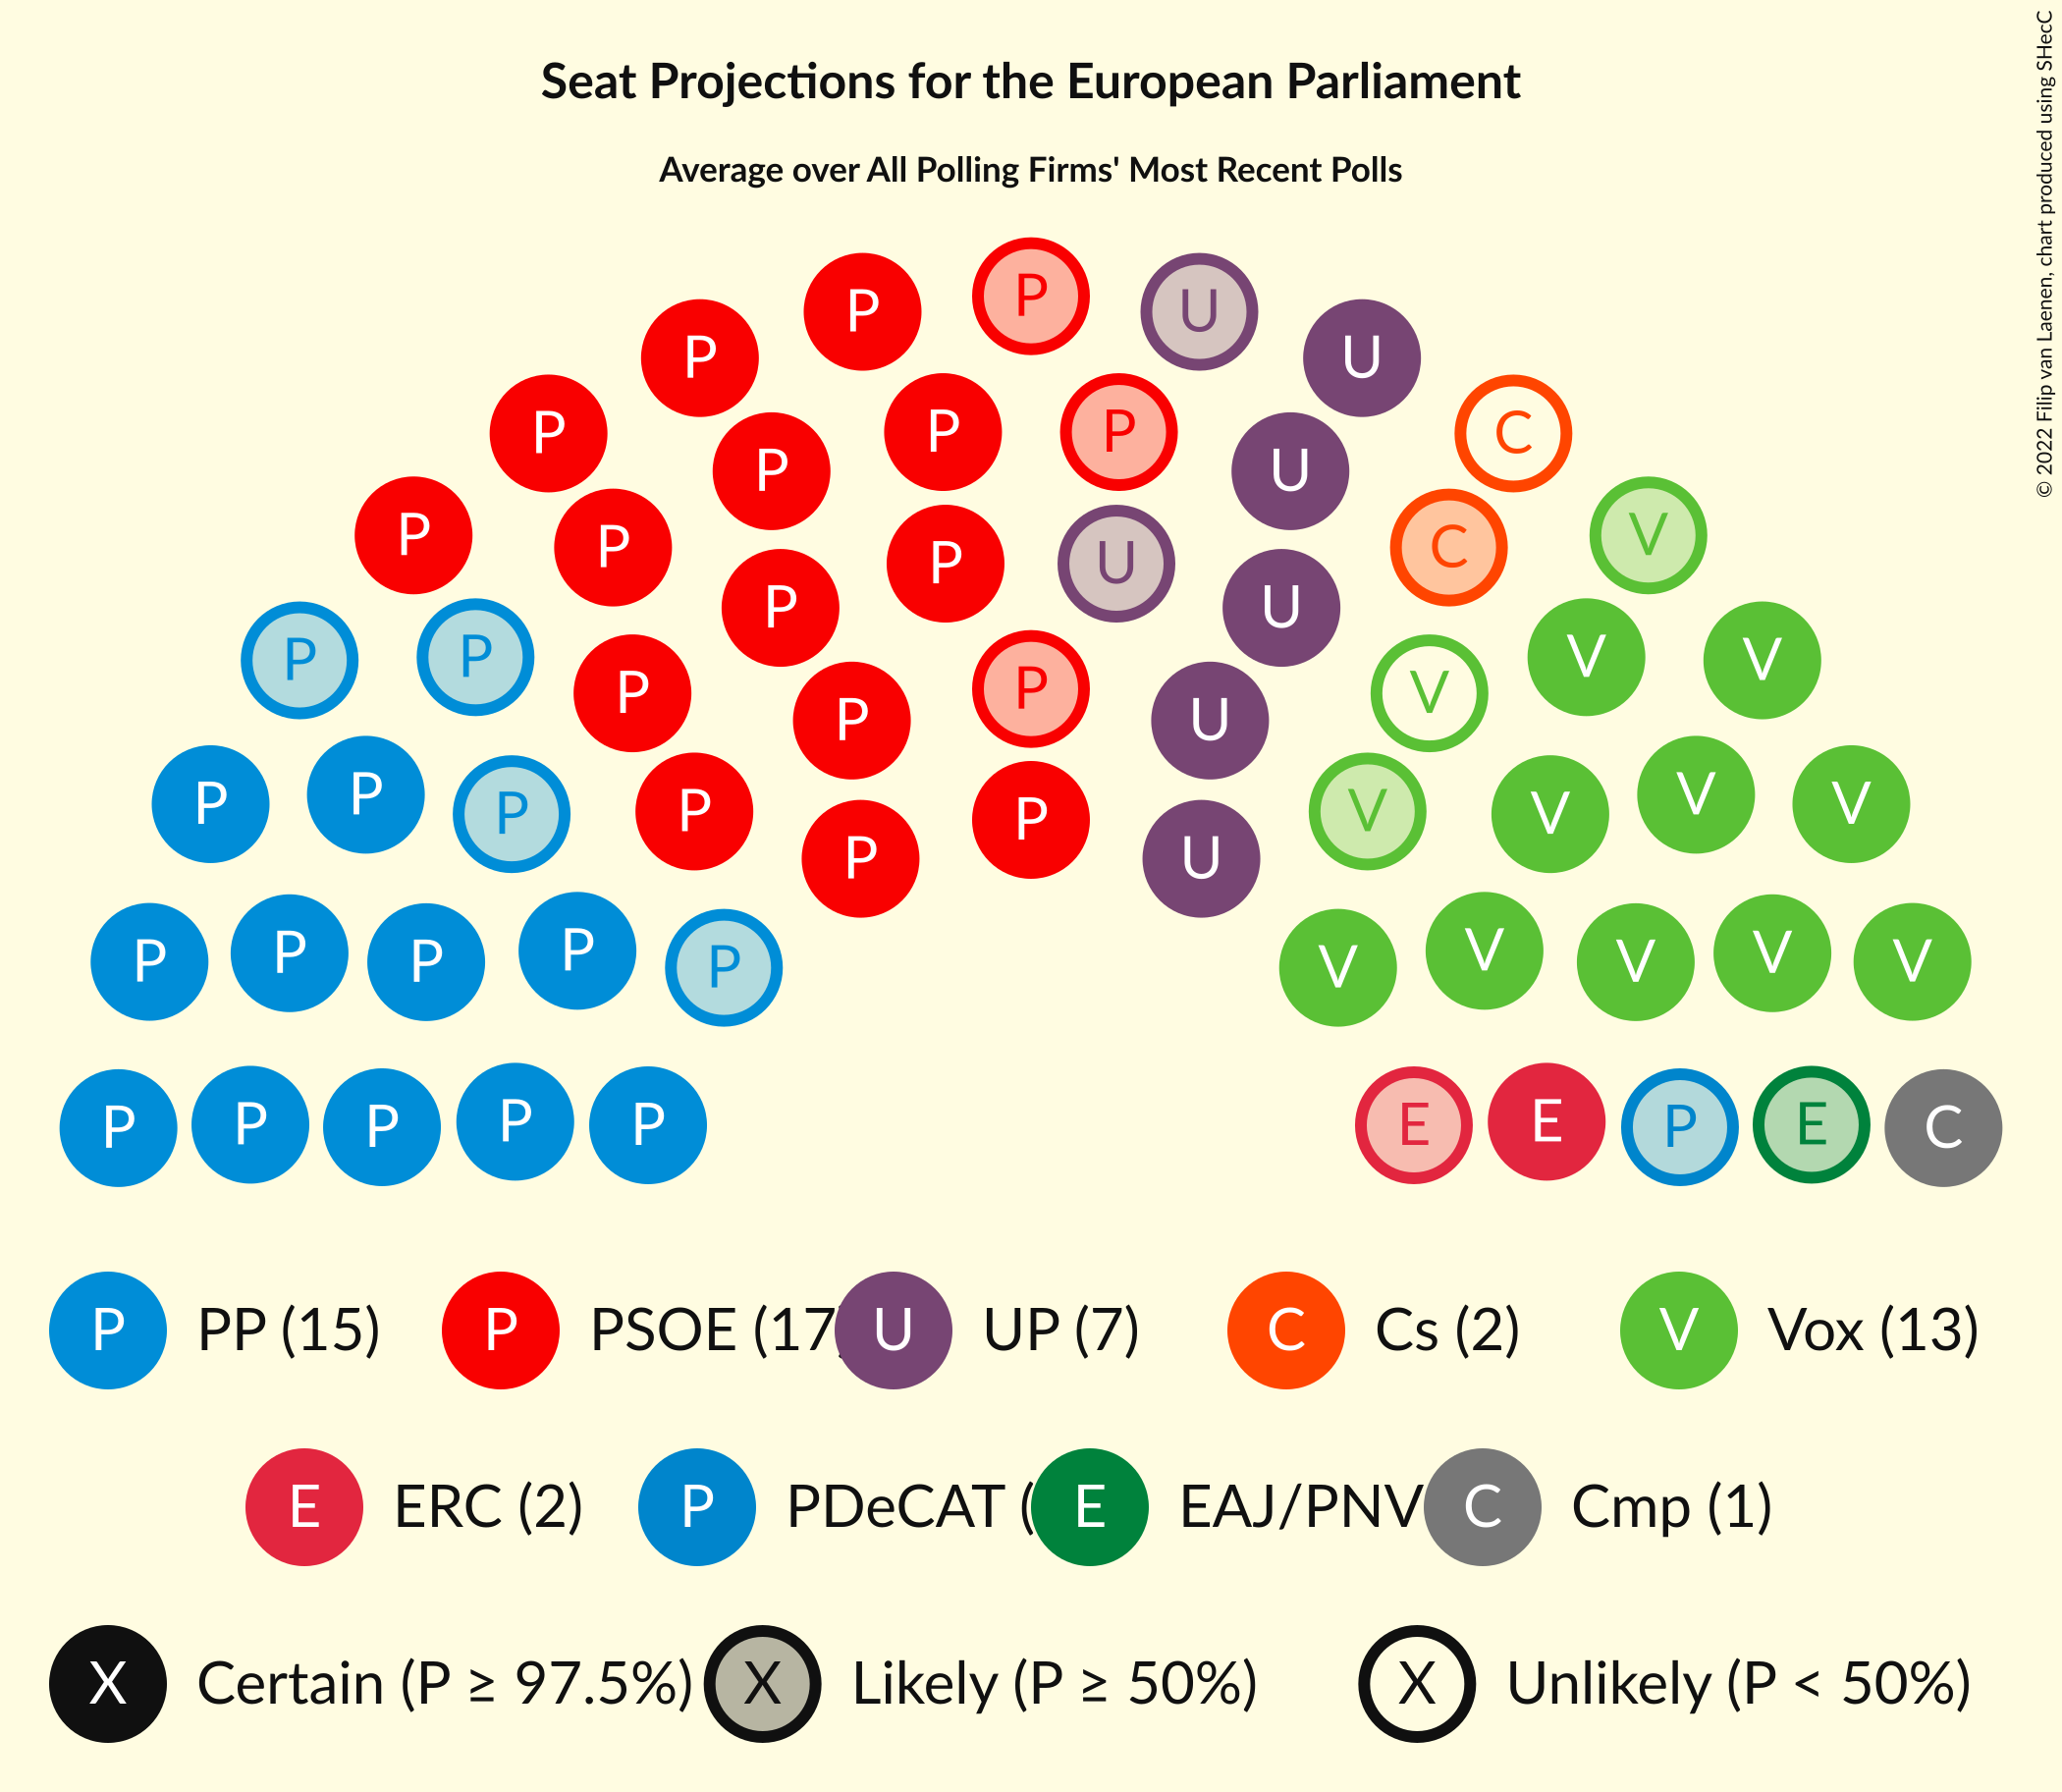 Seat Projections for the European Parliament
Average over All Polling Firms' Most Recent Polls
© 2022 Filip van Laenen, chart produced using SHecC
P U
P U
P C
P P
P U
P C V
P P
P U
P U
P P V V
P V
P P
P U
P P V V
P P V V
P P
P U
P P P P P V V V V V
P P P P P E E P E C
P PP (15) P PSOE (17 U UP (7) C Cs (2) V Vox (13)
E ERC (2) P PDeCAT ( E EAJ/PNV C Cmp (1)
X Certain (P ≥ 97.5%) X Likely (P ≥ 50%) X Unlikely (P < 50%)